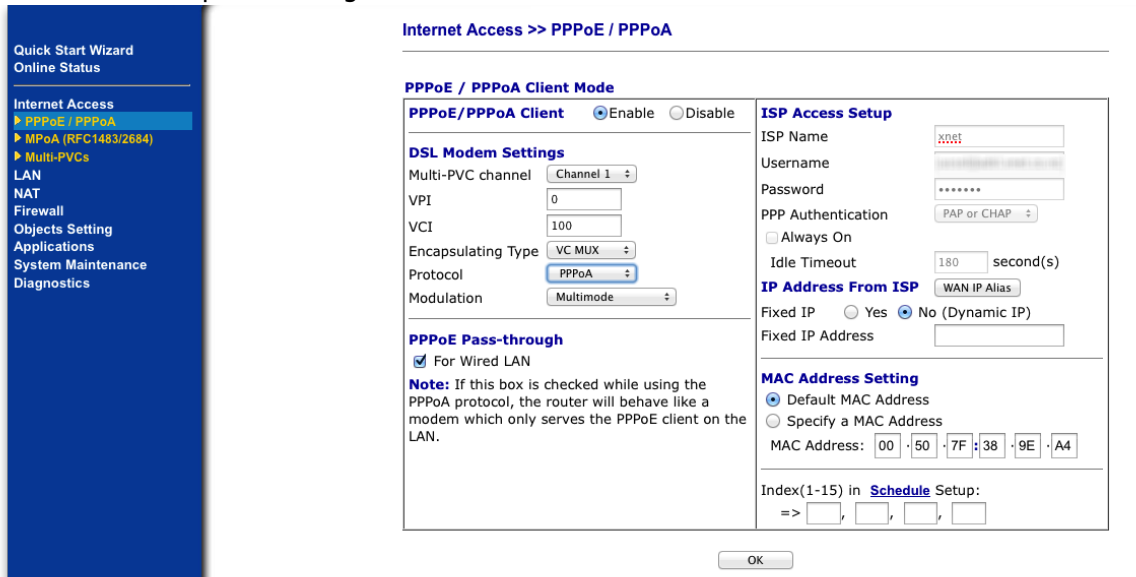 Quick Start Wizard
Online Status
Internet Access
PPPoE / PPPoA
MPoA (RFC1483/2684)
Multi-PVCs
LAN
NAT
Firewall
Objects Setting
Applications
System Maintenance
Diagnostics
Internet Access >> PPPoE / PPPoA
PPPoE / PPPoA Client Mode
PPPoE/PPPoA Client Enable Disable
DSL Modem Settings
Multi-PVC channel Channel 1
VPI 0
VCI 100
Encapsulating Type VC MUX
Protocol PPPoA
Modulation Multimode
PPPoE Pass-through
For Wired LAN
Note: If this box is checked while using the
PPPoA protocol, the router will behave like a
modem which only serves the PPPoE client on the
LAN.
ISP Access Setup
ISP Name xnet
Username
Password •••••••
PPP Authentication PAP or CHAP
Always On
Idle Timeout 180 second(s)
IP Address From ISP WAN IP Alias
Fixed IP Yes No (Dynamic IP)
Fixed IP Address
MAC Address Setting
Default MAC Address
Specify a MAC Address
MAC Address: 00 · 50 · 7F : 38 · 9E · A4
Index(1-15) in Schedule Setup:
=> , , ,
OK